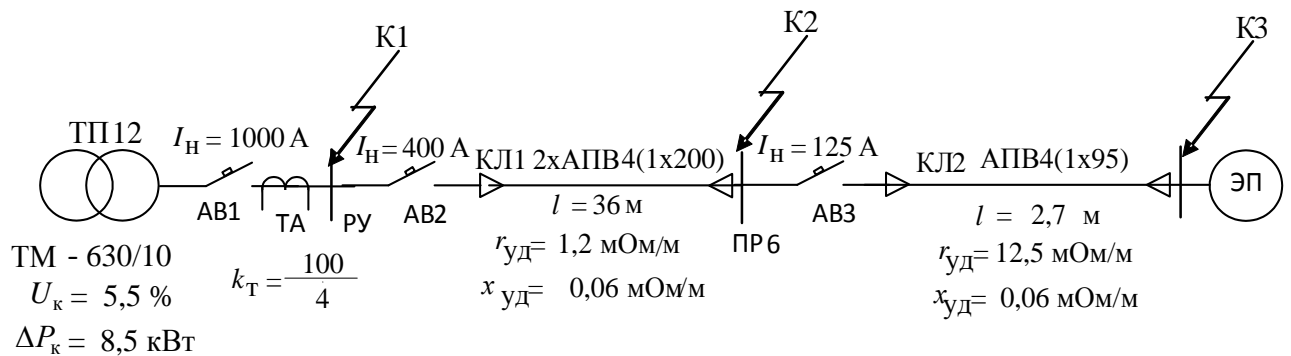 К1
К2
К3
ТП12
Iн = 1000 А
Iн = 400 А
КЛ1 2хАПВ4(1х200)
Iн = 125 А
КЛ2 АПВ4(1х95)
ЭП
АВ1
ТА
РУ
АВ2
l = 36 м
ПР6
АВ3
l = 2,7 м
ТМ - 630/10
Uк = 5,5 %
ΔPк = 8,5 кВт
kт = 100
4
rуд= 1,2 мОм/м
x уд= 0,06 мОм/м
rуд= 12,5 мОм/м
xуд= 0,06 мОм/м